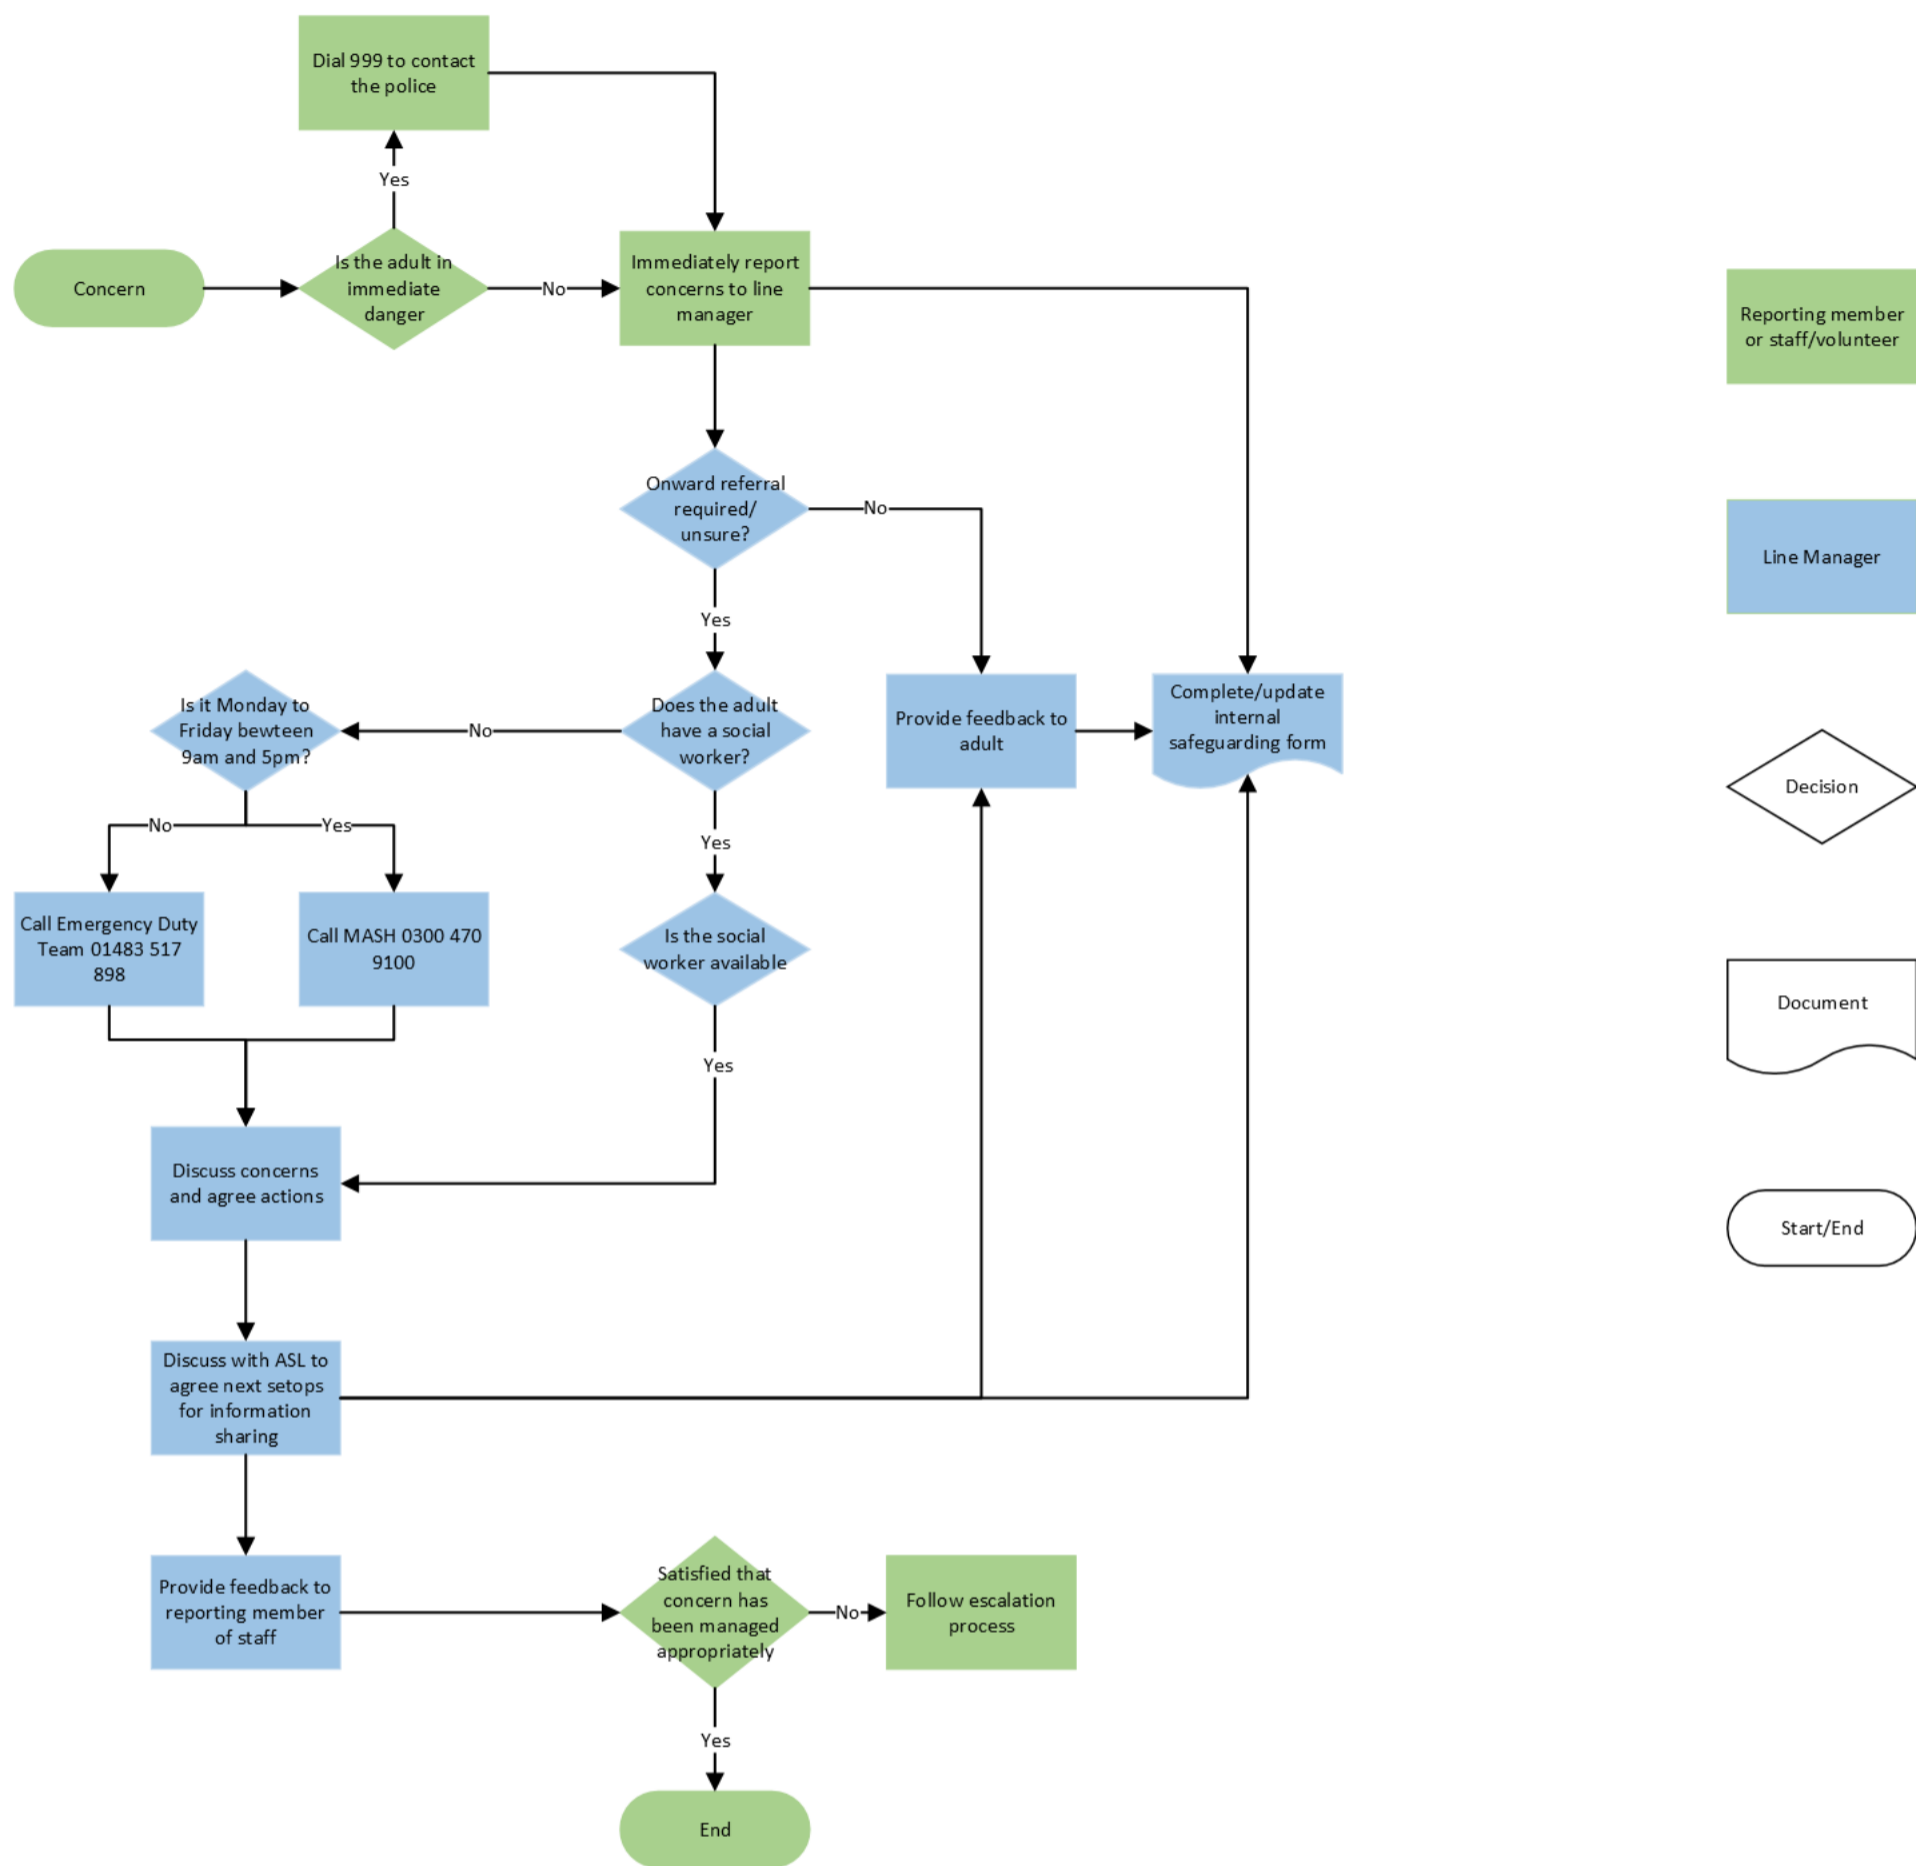 Dial 999 to contact
the police
Yes
Concern
Is the adult in
immediate
danger
No
Immediately report
concerns to line
manager
Onward referral
required/
unsure?
No
Yes
Is it Monday to
Friday bewteen
9am and 5pm?
No
Does the adult
have a social
worker?
Provide feedback to
adult
Complete/update
internal
safeguarding form
No
Yes
Yes
Call Emergency Duty
Team 01483 517
898
Call MASH 0300 470
9100
Is the social
worker available
Yes
Discuss concerns
and agree actions
Discuss with ASL to
agree next setops
for information
sharing
Provide feedback to
reporting member
of staff
Satisfied that
concern has
been managed
appropriately
No
Follow escalation
process
Yes
End
Reporting member
or staff/volunteer
Line Manager
Decision
Document
Start/End